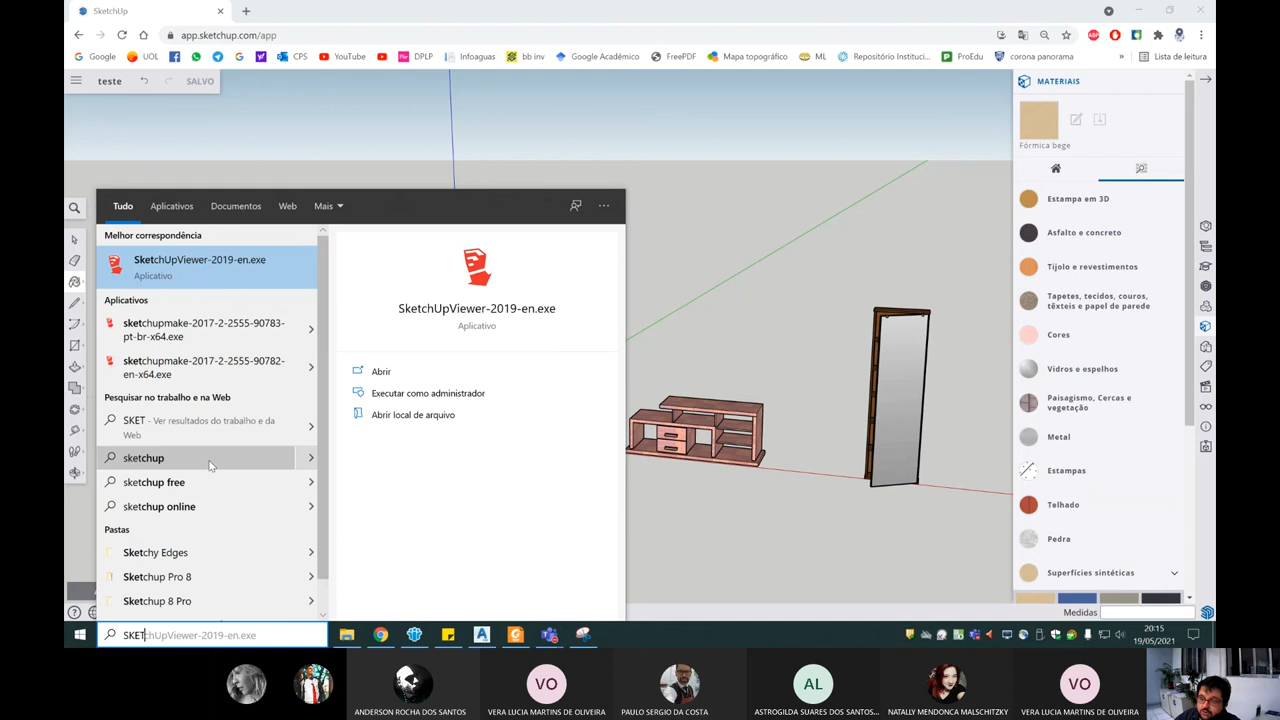 SketchUp
app.sketchup.com/app
Google
UOL
CPS
YouTube
DPLP
Infoaguas
bb inv
Google Acadêmico
FreePDF
Mapa topográfico
ML
Repositório Instituci...
ProEdu
corona panorama
»
Lista de leitura
teste
SALVO
MATERIAIS
Fórmica bege
Tudo
Aplicativos
Documentos
Web
Mais
Melhor correspondência
SketchUpViewer-2019-en.exe
Aplicativo
Aplicativos
sketchupmake-2017-2-2555-90783-
pt-br-x64.exe
sketchupmake-2017-2-2555-90782-
en-x64.exe
Pesquisar no trabalho e na Web
SKET - Ver resultados do trabalho e da
Web
sketchup
sketchup free
sketchup online
Pastas
Sketchy Edges
Sketchup Pro 8
Sketchup 8 Pro
SketchUpViewer-2019-en.exe
Aplicativo
Abrir
Executar como administrador
Abrir local de arquivo
Estampa em 3D
Asfalto e concreto
Tijolo e revestimentos
Tapetes, tecidos, couros,
têxteis e papel de parede
Cores
Vidros e espelhos
Paisagismo, Cercas e
vegetação
Metal
Estampas
Telhado
Pedra
Superfícies sintéticas
Medidas
SKETchUpViewer-2019-en.exe
20:15
19/05/2021
VO
AL
VO
ANDERSON ROCHA DOS SANTOS
VERA LUCIA MARTINS DE OLIVEIRA
PAULO SERGIO DA COSTA
ASTROGILDA SUARES DOS SANTOS...
NATALLY MENDONCA MALSCHITZKY
VERA LUCIA MARTINS DE OLIVEIRA